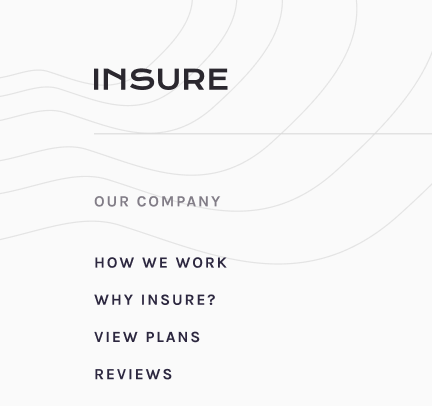 INSURE
OUR COMPANY
HOW WE WORK
WHY INSURE?
VIEW PLANS
REVIEWS